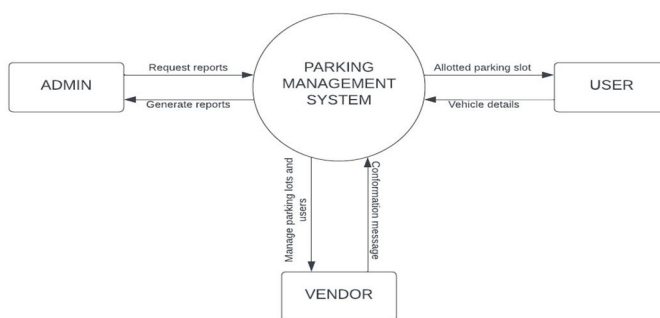 PARKING
MANAGEMENT
SYSTEM
ADMIN
Request reports
Generate reports
Allotted parking slot
Vehicle details
USER
Manage parking lots and
users
Conformation message
VENDOR